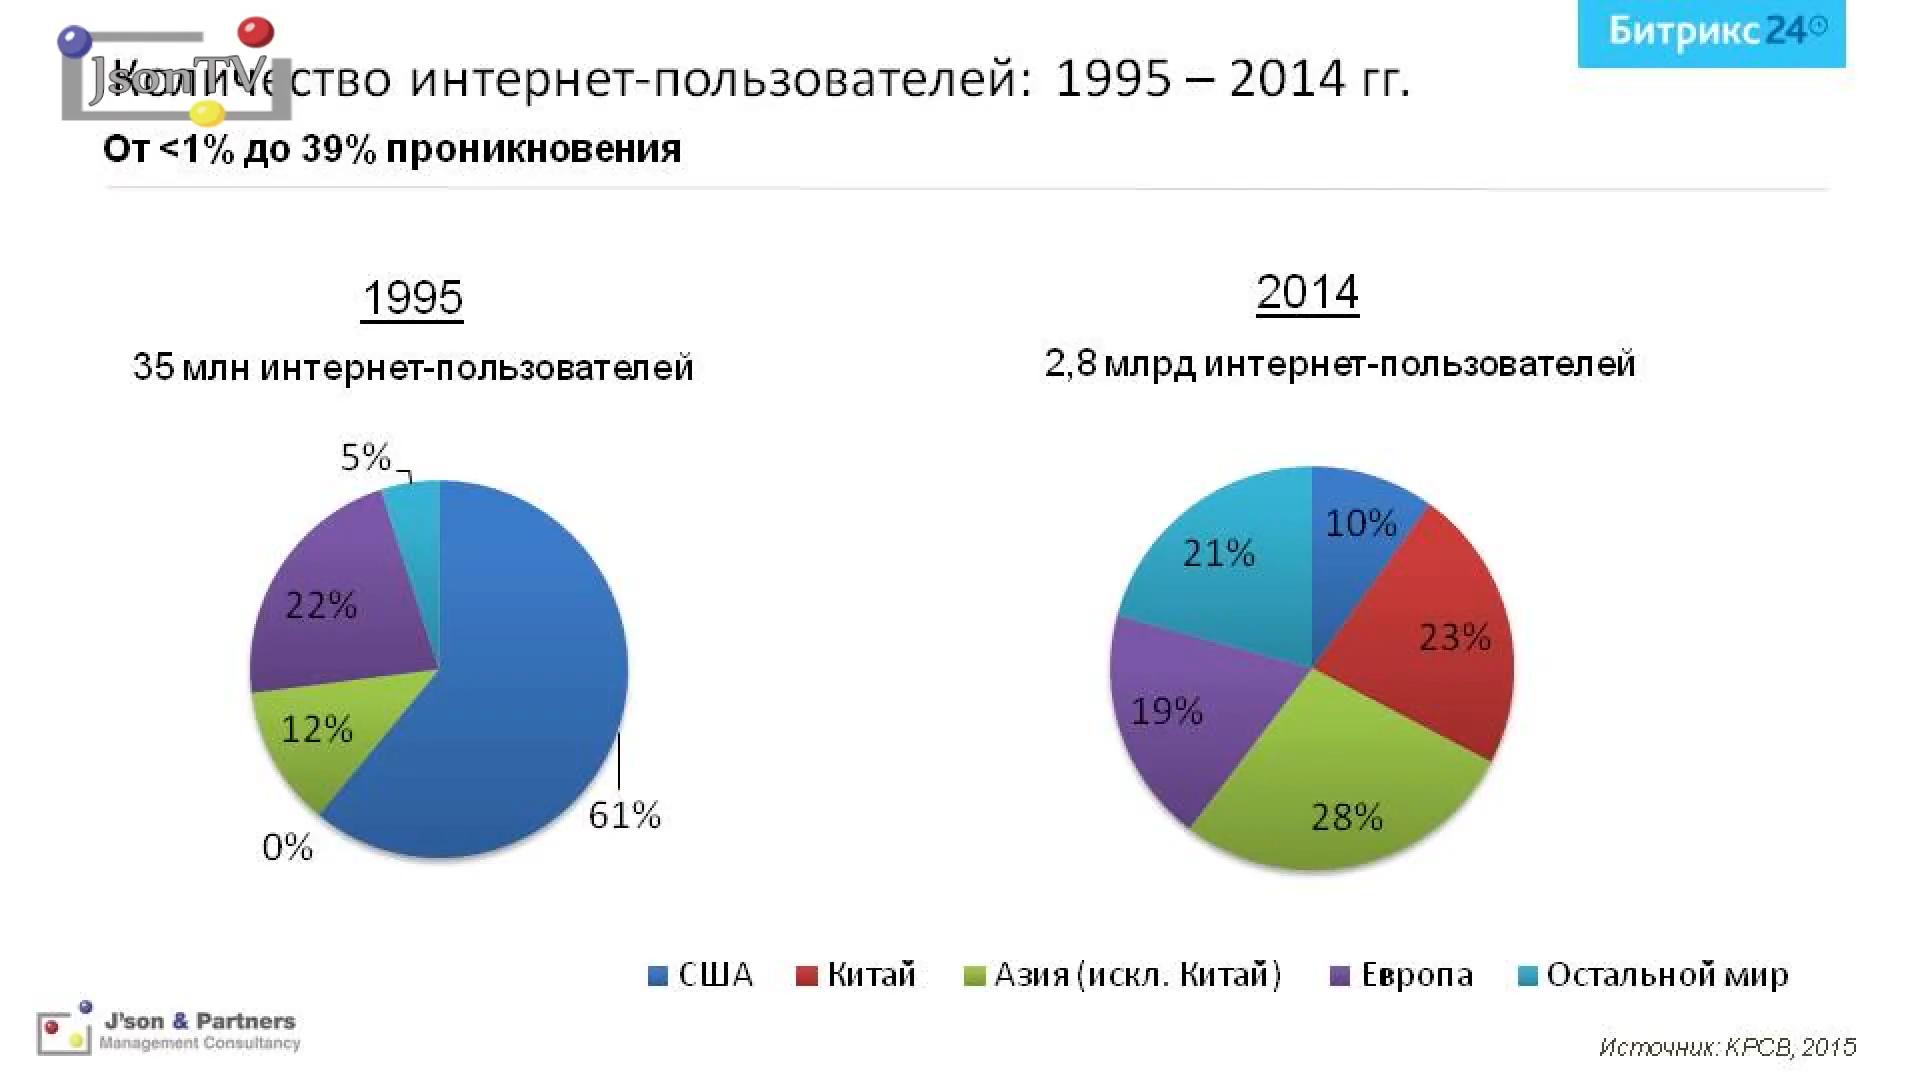 Битрикс24
JsonTV
Количество интернет-пользователей: 1995 – 2014 гг.
От <1% до 39% проникновения
1995
35 млн интернет-пользователей
5%
22%
12%
0%
61%
2014
2,8 млрд интернет-пользователей
10%
21%
23%
19%
28%
США Китай Азия (искл. Китай) Европа Остальной мир
J'son & Partners
Management Consultancy
Источник: КРСВ, 2015